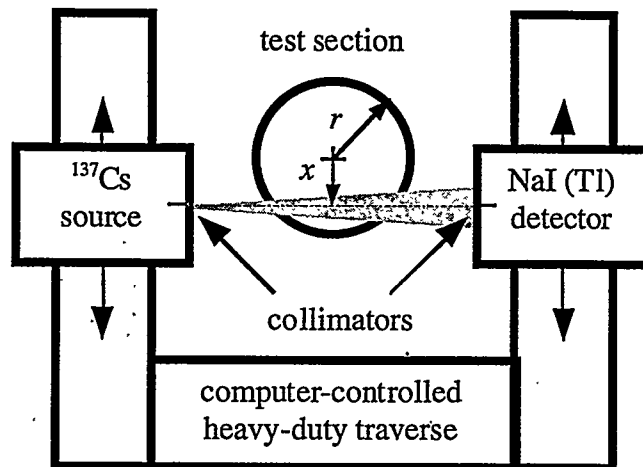 test section
r
x
¹³⁷Cs
source
NaI (Tl)
detector
collimators
computer-controlled
heavy-duty traverse